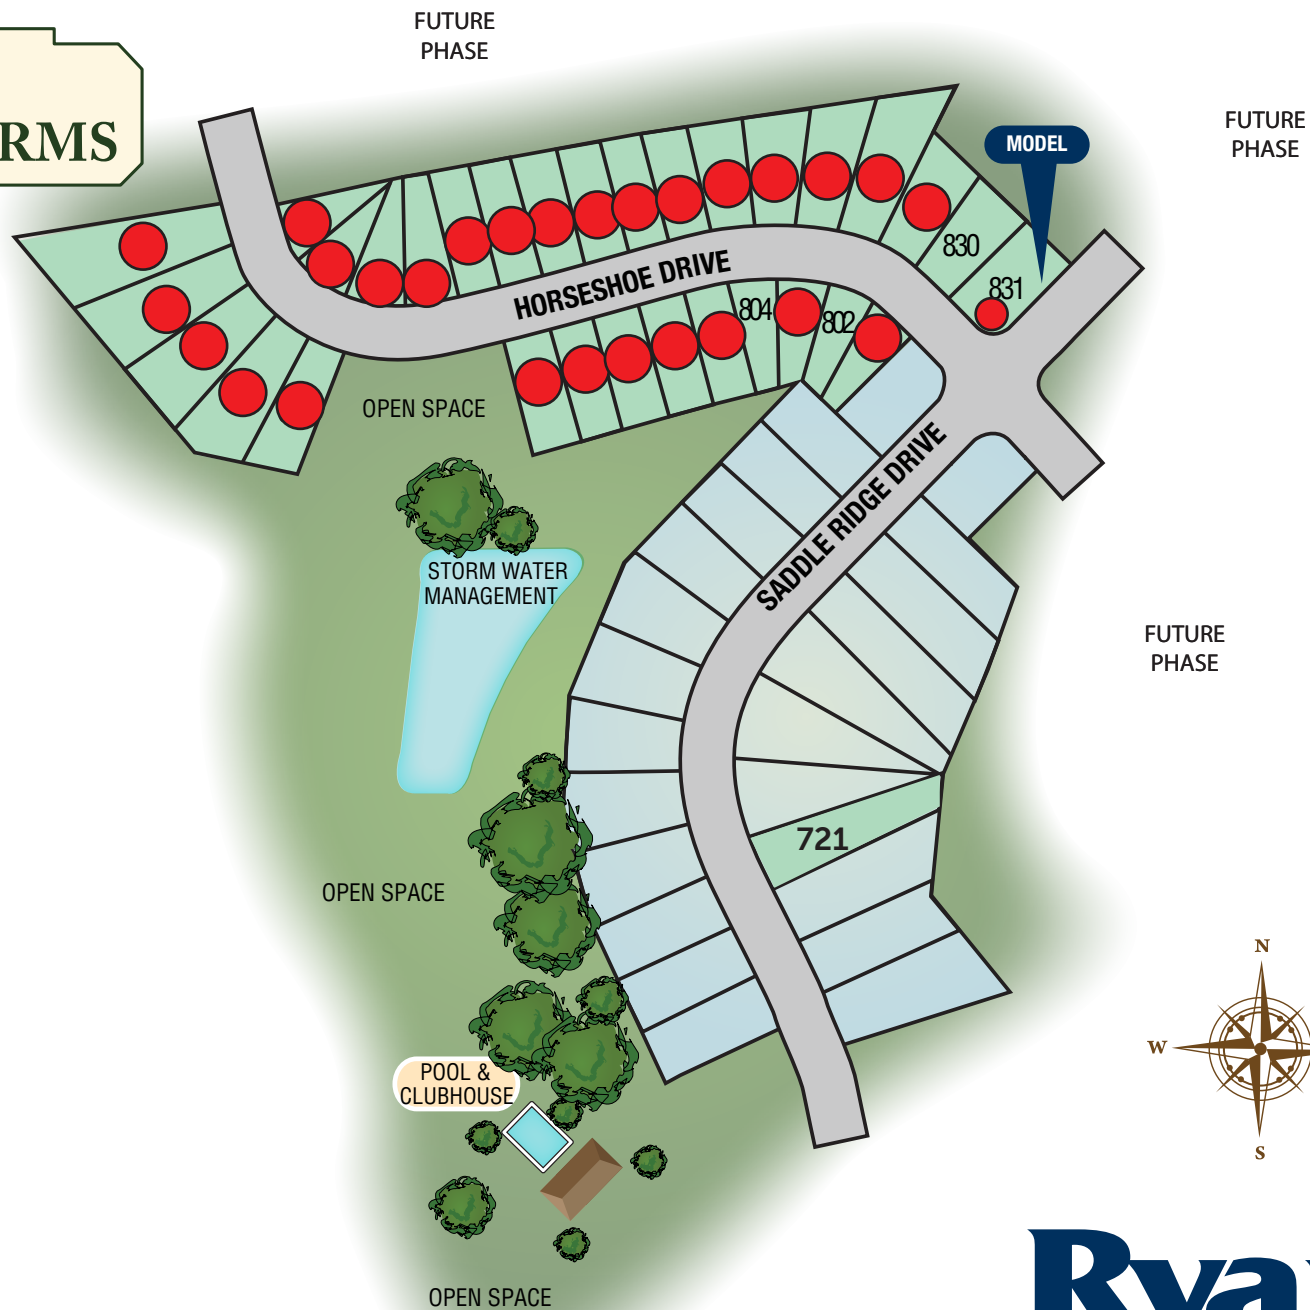 FUTURE
PHASE
RMS
MODEL
FUTURE
PHASE
830
831
HORSESHOE DRIVE
804
802
OPEN SPACE
SADDLE RIDGE DRIVE
STORM WATER
MANAGEMENT
FUTURE
PHASE
721
OPEN SPACE
N
W
S
POOL &
CLUBHOUSE
OPEN SPACE
Rya